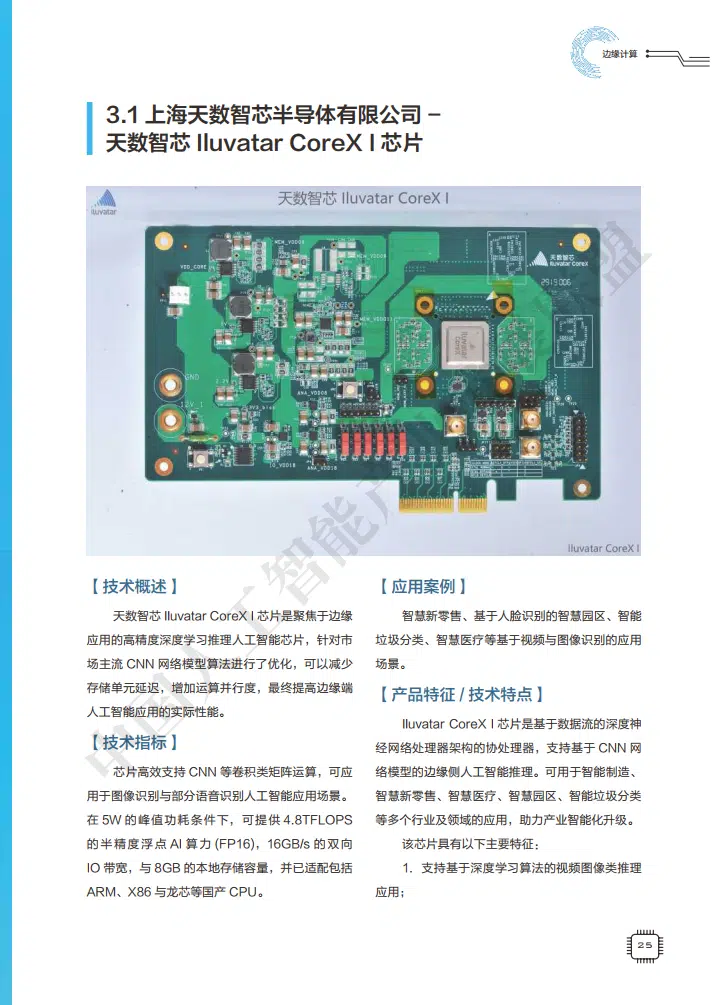 边缘计算
3.1 上海天数智芯半导体有限公司 –
天数智芯 Iluvatar CoreX I 芯片
iluvatar
天数智芯 Iluvatar CoreX I
MEM_VDD09
VDD_CORE
天数智芯
Iluvatar CoreX
2919006
GND
12V_1
ANA_VDD08
IO_VDD18
ANA_VDD18
Iluvatar CoreX I
【 技术概述 】
天数智芯 Iluvatar CoreX I 芯片是聚焦于边缘
应用的高精度深度学习推理人工智能芯片，针对市
场主流 CNN 网络模型算法进行了优化，可以减少
存储单元延迟，增加运算并行度，最终提高边缘端
人工智能应用的实际性能。
【 技术指标 】
芯片高效支持 CNN 等卷积类矩阵运算，可应
用于图像识别与部分语音识别人工智能应用场景。
在 5W 的峰值功耗条件下，可提供 4.8TFLOPS
的半精度浮点 AI 算力 (FP16)，16GB/s 的双向
IO 带宽，与 8GB 的本地存储容量，并已适配包括
ARM、X86 与龙芯等国产 CPU。
【 应用案例 】
智慧新零售、基于人脸识别的智慧园区、智能
垃圾分类、智慧医疗等基于视频与图像识别的应用
场景。
【 产品特征 / 技术特点 】
Iluvatar CoreX I 芯片是基于数据流的深度神
经网络处理器架构的协处理器，支持基于 CNN 网
络模型的边缘侧人工智能推理。可用于智能制造、
智慧新零售、智慧医疗、智慧园区、智能垃圾分类
等多个行业及领域的应用，助力产业智能化升级。
该芯片具有以下主要特征：
1．支持基于深度学习算法的视频图像类推理
应用；
25